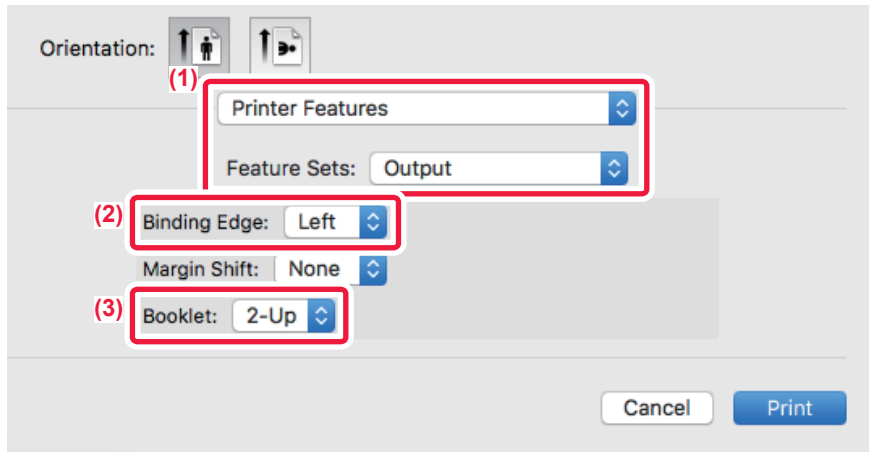 Orientation:
(1)
Printer Features
Feature Sets: Output
(2) Binding Edge: Left
Margin Shift: None
(3) Booklet: 2-Up
Cancel Print